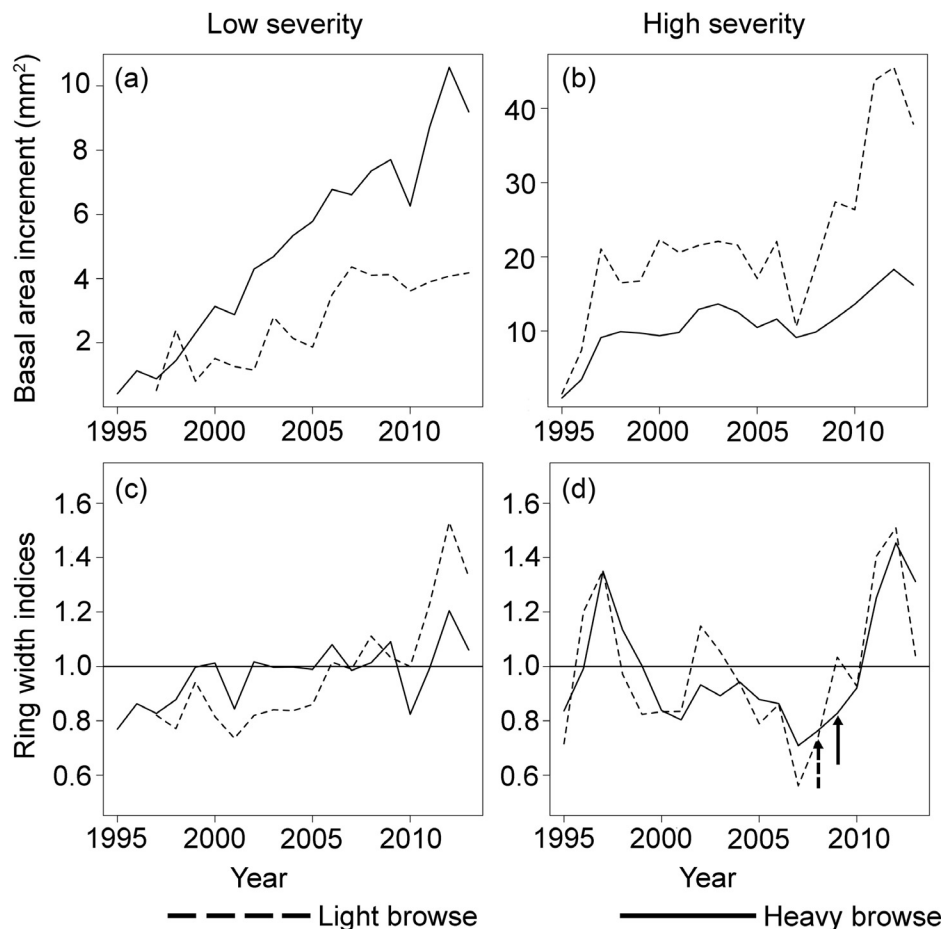 Low severity
High severity
Basal area increment (mm²)
(a)
10
8
6
4
2
1995 2000 2005 2010
(b)
40
30
20
10
1995 2000 2005 2010
Ring width indices
(c)
1.6
1.4
1.2
1.0
0.8
0.6
1995 2000 2005 2010
Year
(d)
1.6
1.4
1.2
1.0
0.8
0.6
1995 2000 2005 2010
Year
Light browse
Heavy browse